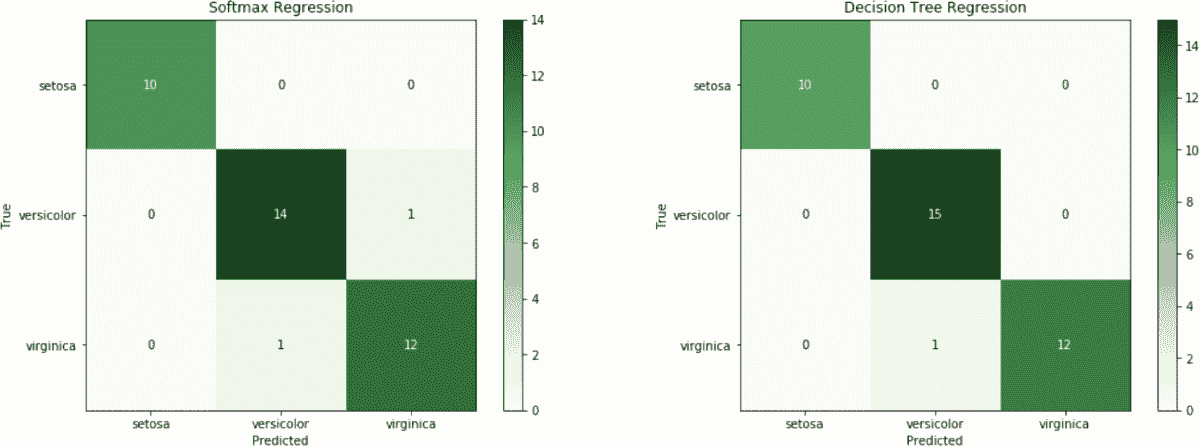 Softmax Regression
setosa
versicolor
virginica
True
10 0 0
0 14 1
0 1 12
setosa versicolor virginica
Predicted
14
12
10
8
6
4
2
0
Decision Tree Regression
setosa
versicolor
virginica
True
10 0 0
0 15 0
0 1 12
setosa versicolor virginica
Predicted
14
12
10
8
6
4
2
0